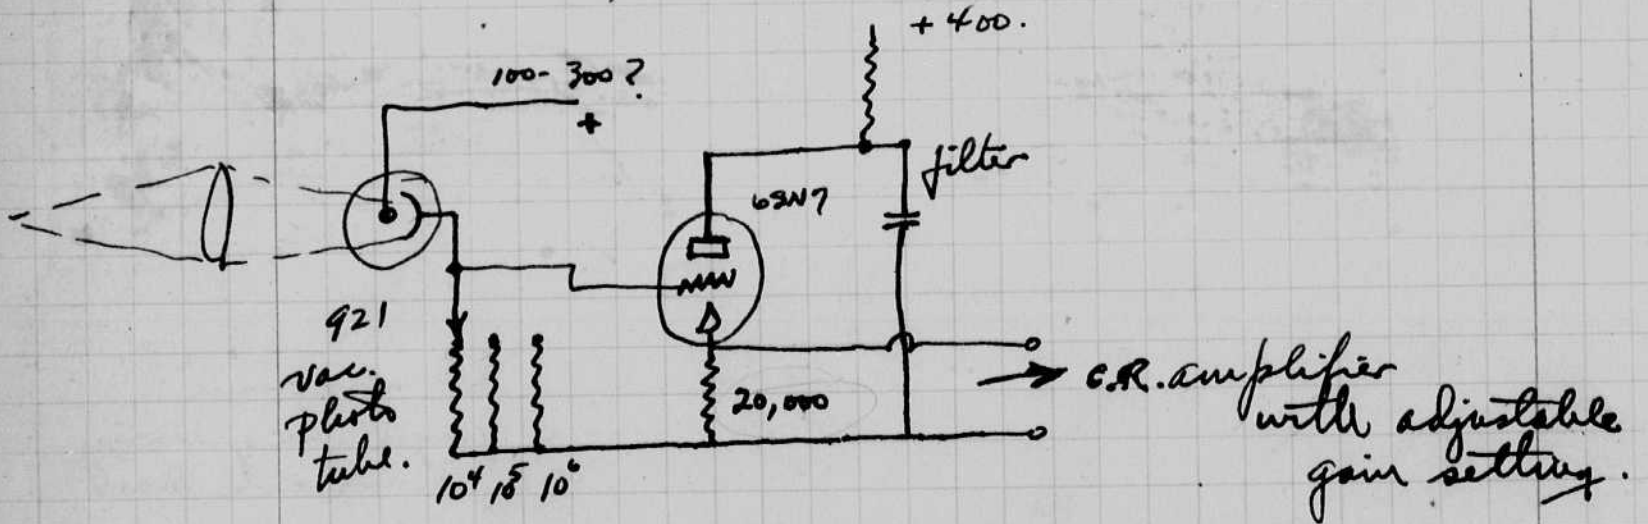 + 400.
100 - 300 ?
+
filter
6SN7
921
vac.
photo
tube.
10⁴ 10⁵ 10⁶
20,000
C.R. amplifier
with adjustable
gain setting.